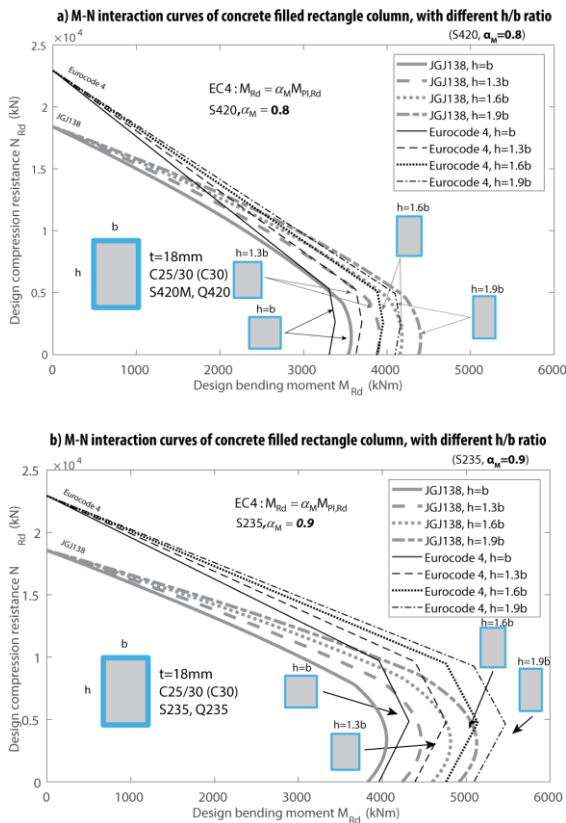 a) M-N interaction curves of concrete filled rectangle column, with different h/b ratio
(S420, αM=0.8)
×10⁴
2.5
2
1.5
1
0.5
0
Design compression resistance NRd (kN)
Eurocode 4
JGJ138
EC4 : MRd = αMMPl,Rd
S420,αM = 0.8
JGJ138, h=b
JGJ138, h=1.3b
JGJ138, h=1.6b
JGJ138, h=1.9b
Eurocode 4, h=b
Eurocode 4, h=1.3b
Eurocode 4, h=1.6b
Eurocode 4, h=1.9b
b
h
t=18mm
C25/30 (C30)
S420M, Q420
h=1.3b
h=b
h=1.6b
h=1.9b
0 1000 2000 3000 4000 5000 6000
Design bending moment MRd (kNm)
b) M-N interaction curves of concrete filled rectangle column, with different h/b ratio
(S235, αM=0.9)
×10⁴
2.5
2
1.5
1
0.5
0
Design compression resistance N Rd (kN)
Eurocode 4
JGJ138
EC4 : MRd = αMMPl,Rd
S235,αM = 0.9
JGJ138, h=b
JGJ138, h=1.3b
JGJ138, h=1.6b
JGJ138, h=1.9b
Eurocode 4, h=b
Eurocode 4, h=1.3b
Eurocode 4, h=1.6b
Eurocode 4, h=1.9b
b
h
t=18mm
C25/30 (C30)
S235, Q235
h=b
h=1.3b
h=1.6b
h=1.9b
0 1000 2000 3000 4000 5000 6000
Design bending moment MRd (kNm)